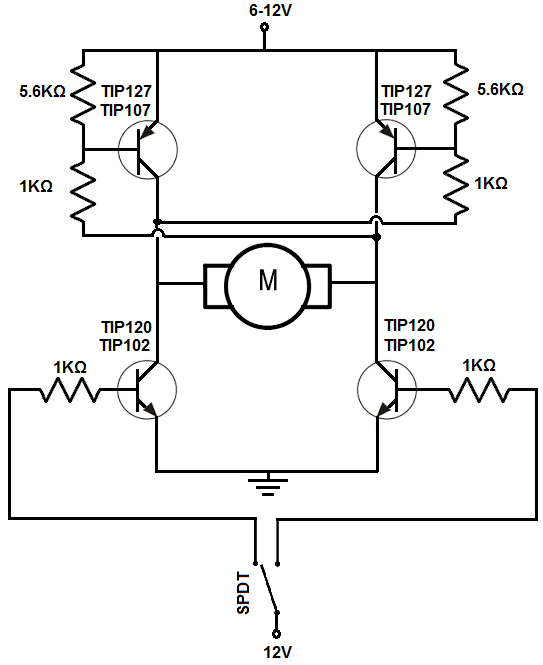 6-12V
5.6KΩ
TIP127
TIP107
TIP127
TIP107
5.6KΩ
1KΩ
1KΩ
M
TIP120
TIP102
TIP120
TIP102
1KΩ
1KΩ
SPDT
12V